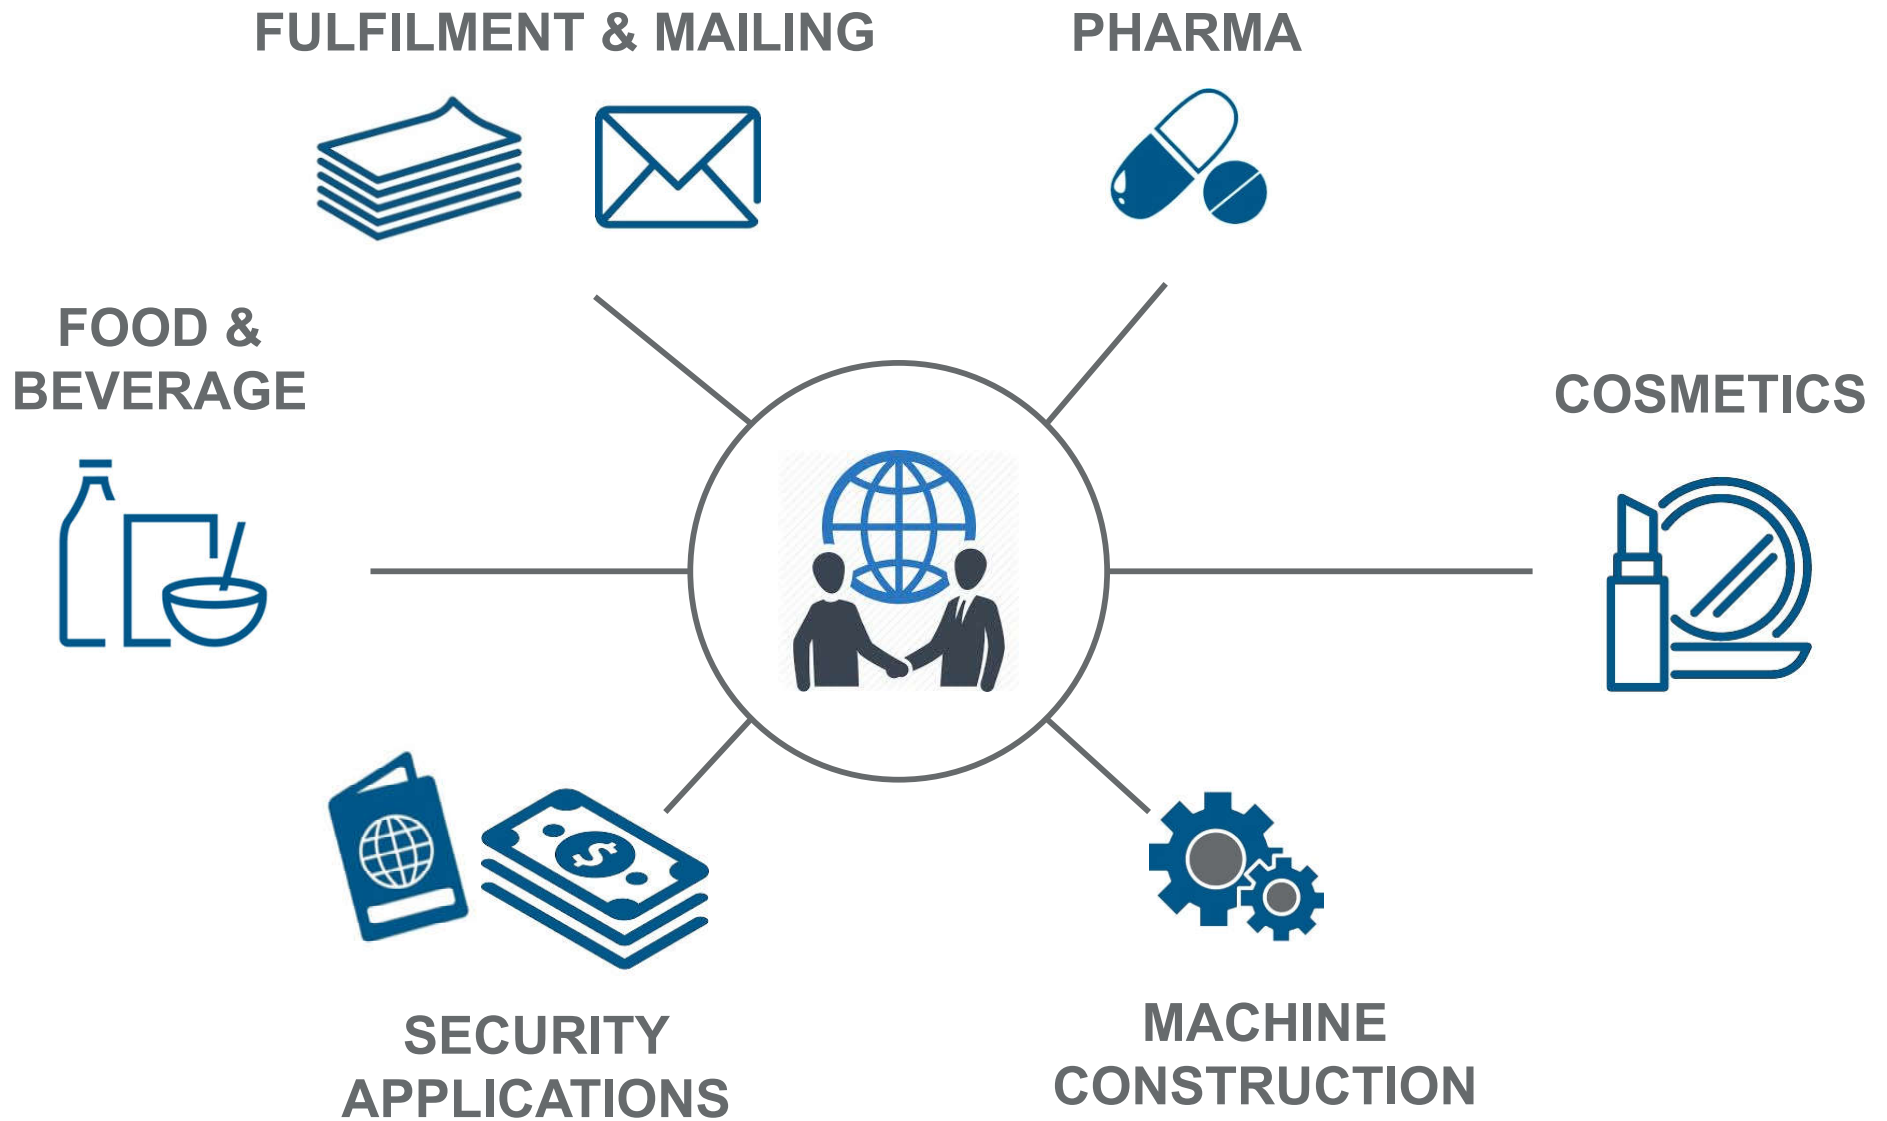 FULFILMENT & MAILING
PHARMA
FOOD &
BEVERAGE
COSMETICS
$
SECURITY
APPLICATIONS
MACHINE
CONSTRUCTION